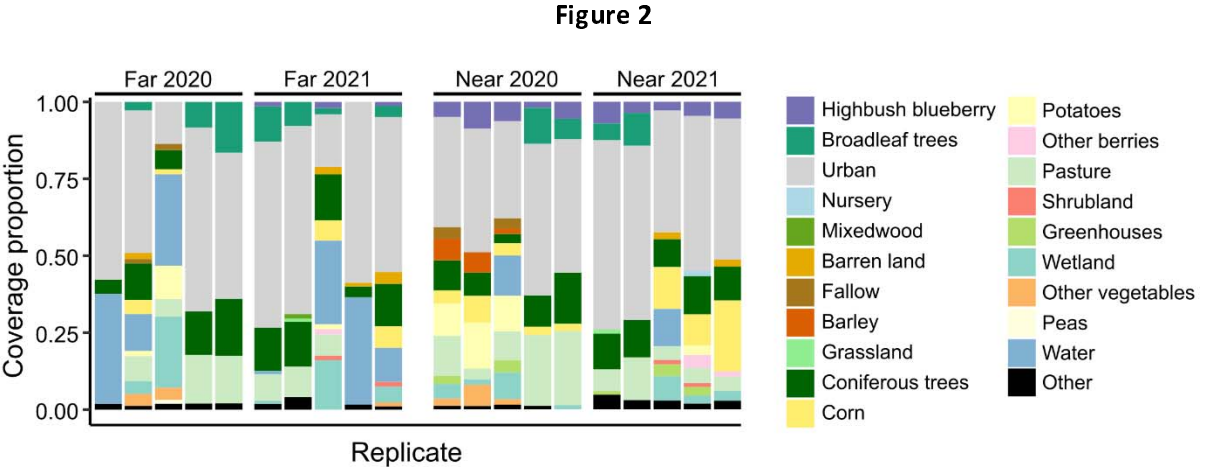 Figure 2
Far 2020
Far 2021
Near 2020
Near 2021
1.00
0.75
0.50
0.25
0.00
Coverage proportion
Replicate
Highbush blueberry
Broadleaf trees
Urban
Nursery
Mixedwood
Barren land
Fallow
Barley
Grassland
Coniferous trees
Corn
Potatoes
Other berries
Pasture
Shrubland
Greenhouses
Wetland
Other vegetables
Peas
Water
Other